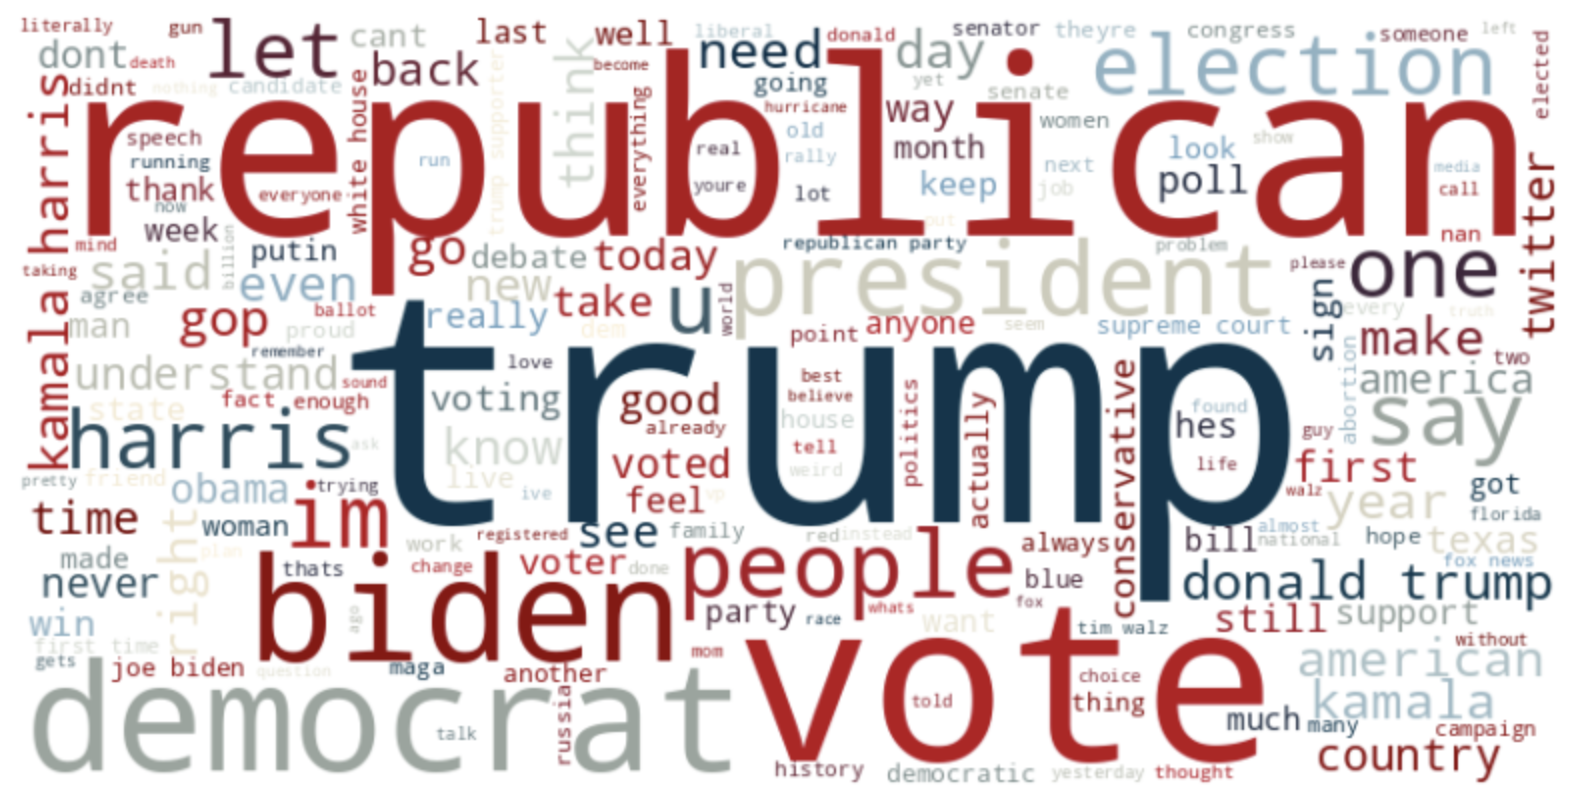 literally
gun
let
cant
last
well
liberal
donald
senator
theyre
congress
someone
left
dont
death
back
think
become
need
day
yet
election
elected
didnt
nothing
candidate
white house
trump supporter
everything
going
hurricane
way
senate
women
show
republican
speech
running
thank
now
week
everyone
run
real
youre
old
rally
lot
month
keep
next
job
look
poll
media
call
nan
kamala harris
mind
taking
said
agree
billion
putin
even
go
debate
today
republican party
put
problem
president
please
one
twitter
man
gop
ballot
proud
remember
really
new
take
dem
u
world
point
anyone
seem
supreme court
sign
every
truth
make
two
understand
sound
love
trump
best
believe
house
tell
weird
politics
actually
conservative
hes
found
life
abortion
america
say
state
fact
enough
voting
good
already
harris
ask
know
live
ive
voted
feel
vp
guy
first
walz
pretty
friend
obama
trying
im
woman
time
right
plan
year
got
florida
registered
see
family
red
instead
always
bill
almost
national
hope
texas
fox news
made
never
thats
work
change
voter
done
people
blue
fox
donald trump
win
first time
gets
biden
ago
party
race
whats
want
tim walz
still
support
without
joe biden
question
maga
another
mom
vote
told
choice
thing
american
kamala
democrat
talk
russia
much
many
campaign
country
history
democratic
yesterday
thought